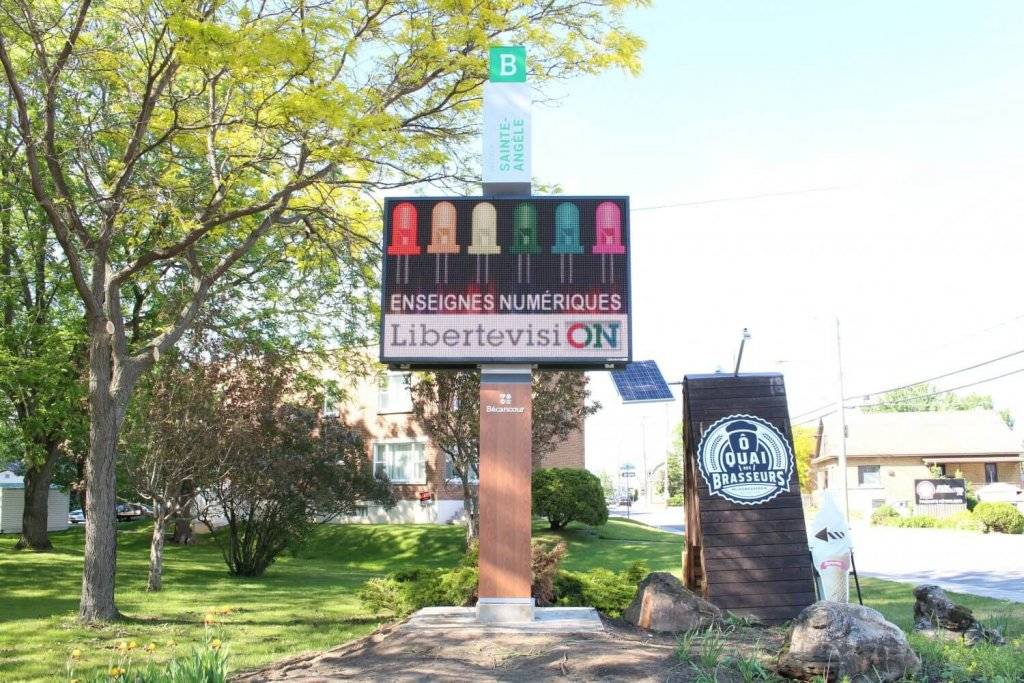 B
SAINTE-
ANGÈLE
ENSEIGNES NUMÉRIQUES
LibertevisiON
Bécancour
Ô
QUAI
DES
BRASSEURS